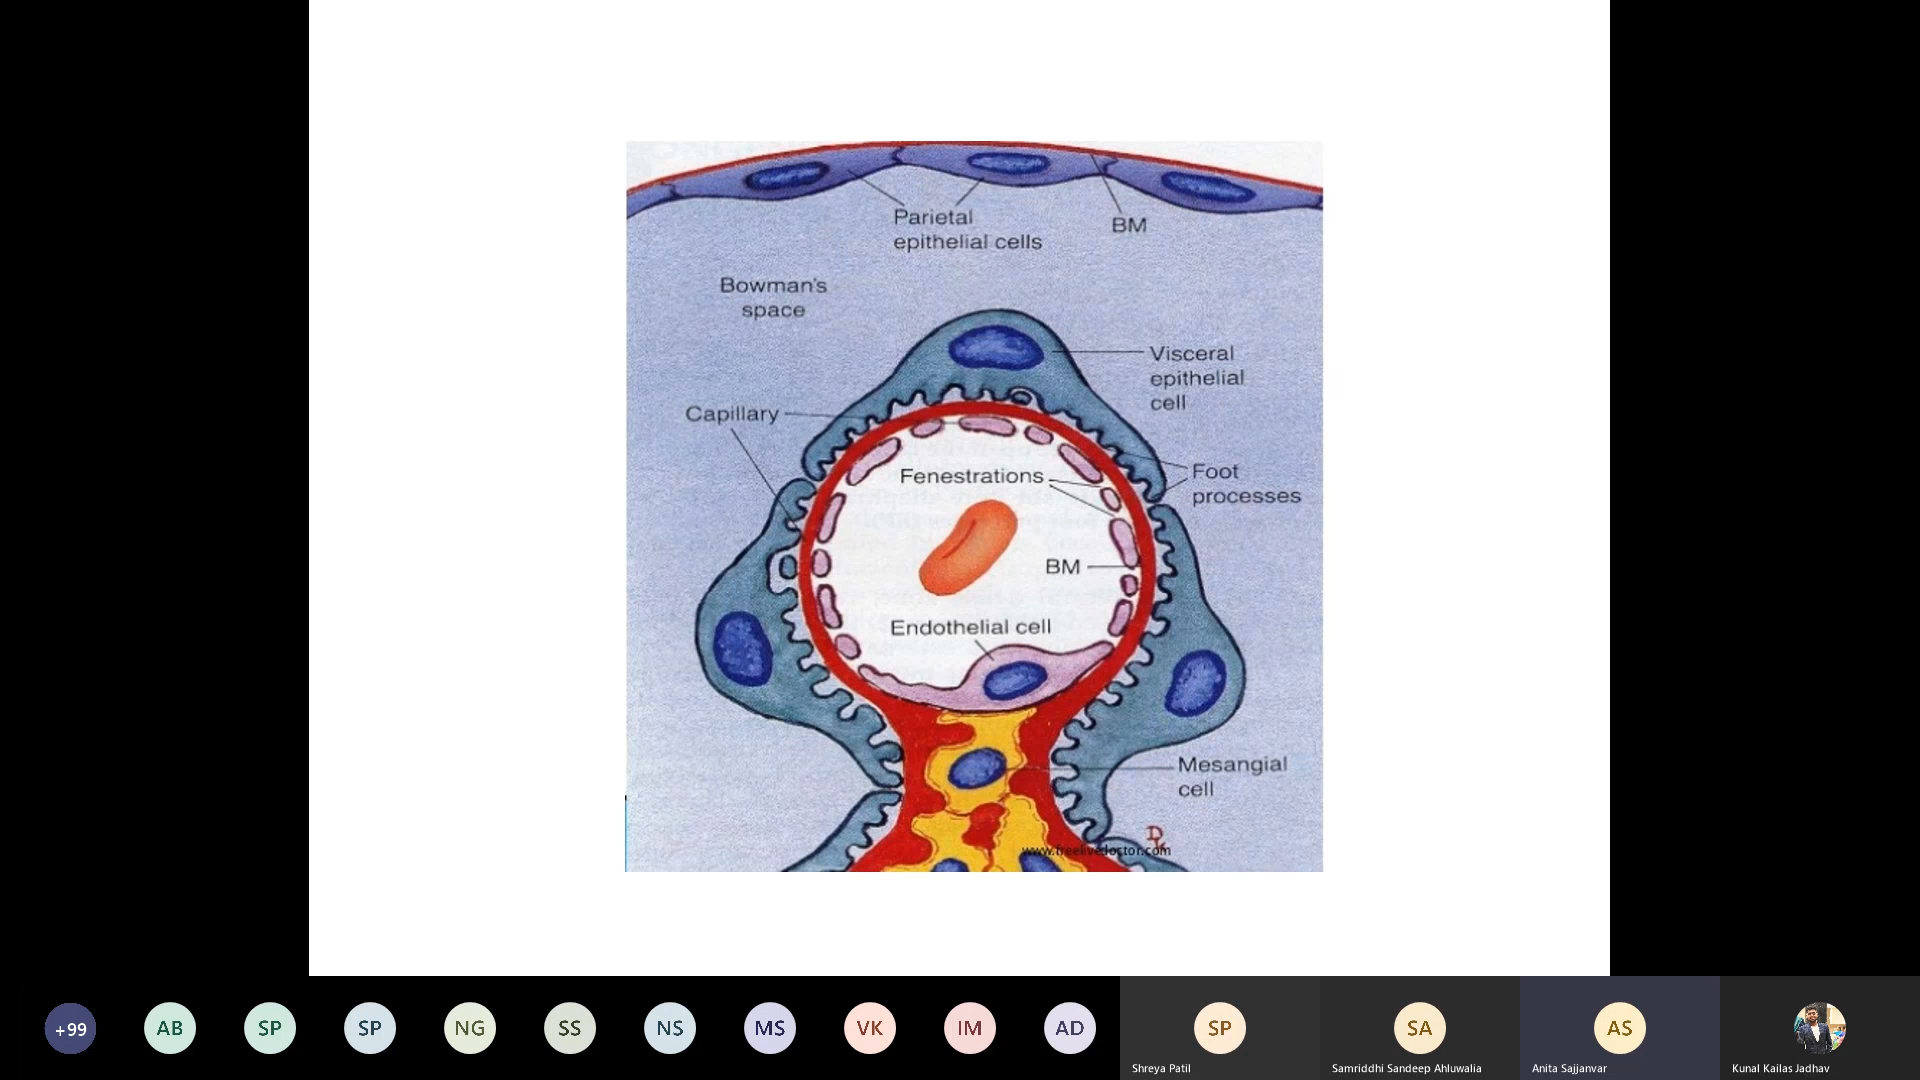 Parietal
epithelial cells
BM
Bowman's
space
Visceral
epithelial
cell
Capillary
Foot
processes
Fenestrations
BM
Endothelial cell
Mesangial
cell
www.freelivedoctor.com
+99
AB
SP
SP
NG
SS
NS
MS
VK
IM
AD
SP
Shreya Patil
SA
Samriddhi Sandeep Ahluwalia
AS
Anita Sajjanvar
Kunal Kailas Jadhav